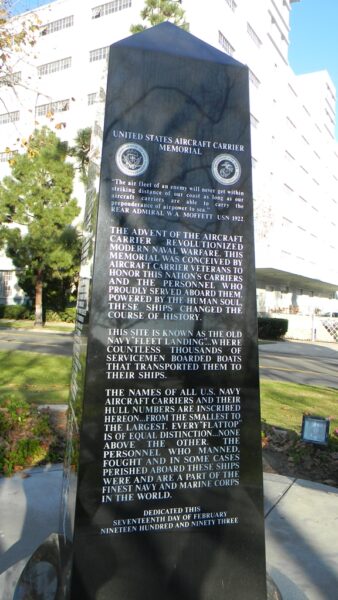 UNITED STATES AIRCRAFT CARRIER
MEMORIAL
"The air fleet of an enemy will never get within
striking distance of our coast as long as our
aircraft carriers are able to carry the
preponderance of airpower to sea."
REAR ADMIRAL W.A. MOFFETT USN 1922
THE ADVENT OF THE AIRCRAFT
CARRIER REVOLUTIONIZED
MODERN NAVAL WARFARE. THIS
MEMORIAL WAS CONCEIVED BY
AIRCRAFT CARRIER VETERANS TO
HONOR THIS NATION'S CARRIERS
AND THE PERSONNEL WHO
PROUDLY SERVED ABOARD THEM.
POWERED BY THE HUMAN SOUL,
THESE SHIPS CHANGED THE
COURSE OF HISTORY.
THIS SITE IS KNOWN AS THE OLD
NAVY "FLEET LANDING"...WHERE
COUNTLESS THOUSANDS OF
SERVICEMEN BOARDED BOATS
THAT TRANSPORTED THEM TO
THEIR SHIPS.
THE NAMES OF ALL U.S. NAVY
AIRCRAFT CARRIERS AND THEIR
HULL NUMBERS ARE INSCRIBED
HEREON...FROM THE SMALLEST TO
THE LARGEST. EVERY "FLATTOP"
IS OF EQUAL DISTINCTION...NONE
ABOVE THE OTHER. THE
PERSONNEL WHO MANNED,
FOUGHT AND IN SOME CASES
PERISHED ABOARD THESE SHIPS
WERE AND ARE A PART OF THE
FINEST NAVY AND MARINE CORPS
IN THE WORLD.
DEDICATED THIS
SEVENTEENTH DAY OF FEBRUARY
NINETEEN HUNDRED AND NINETY THREE